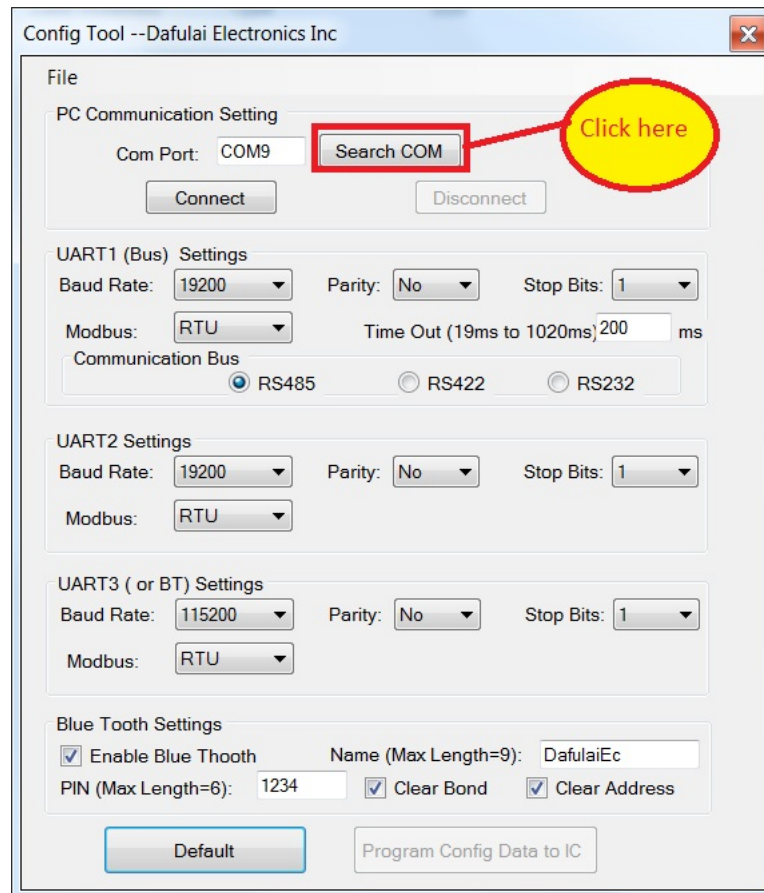 Config Tool --Dafulai Electronics Inc
File
PC Communication Setting
Click here
Com Port: COM9 Search COM
Connect Disconnect
UART1 (Bus) Settings
Baud Rate: 19200 Parity: No Stop Bits: 1
Modbus: RTU Time Out (19ms to 1020ms) 200 ms
Communication Bus
RS485 RS422 RS232
UART2 Settings
Baud Rate: 19200 Parity: No Stop Bits: 1
Modbus: RTU
UART3 ( or BT) Settings
Baud Rate: 115200 Parity: No Stop Bits: 1
Modbus: RTU
Blue Tooth Settings
Enable Blue Thooth Name (Max Length=9): DafulaiEc
PIN (Max Length=6): 1234 Clear Bond Clear Address
Default Program Config Data to IC